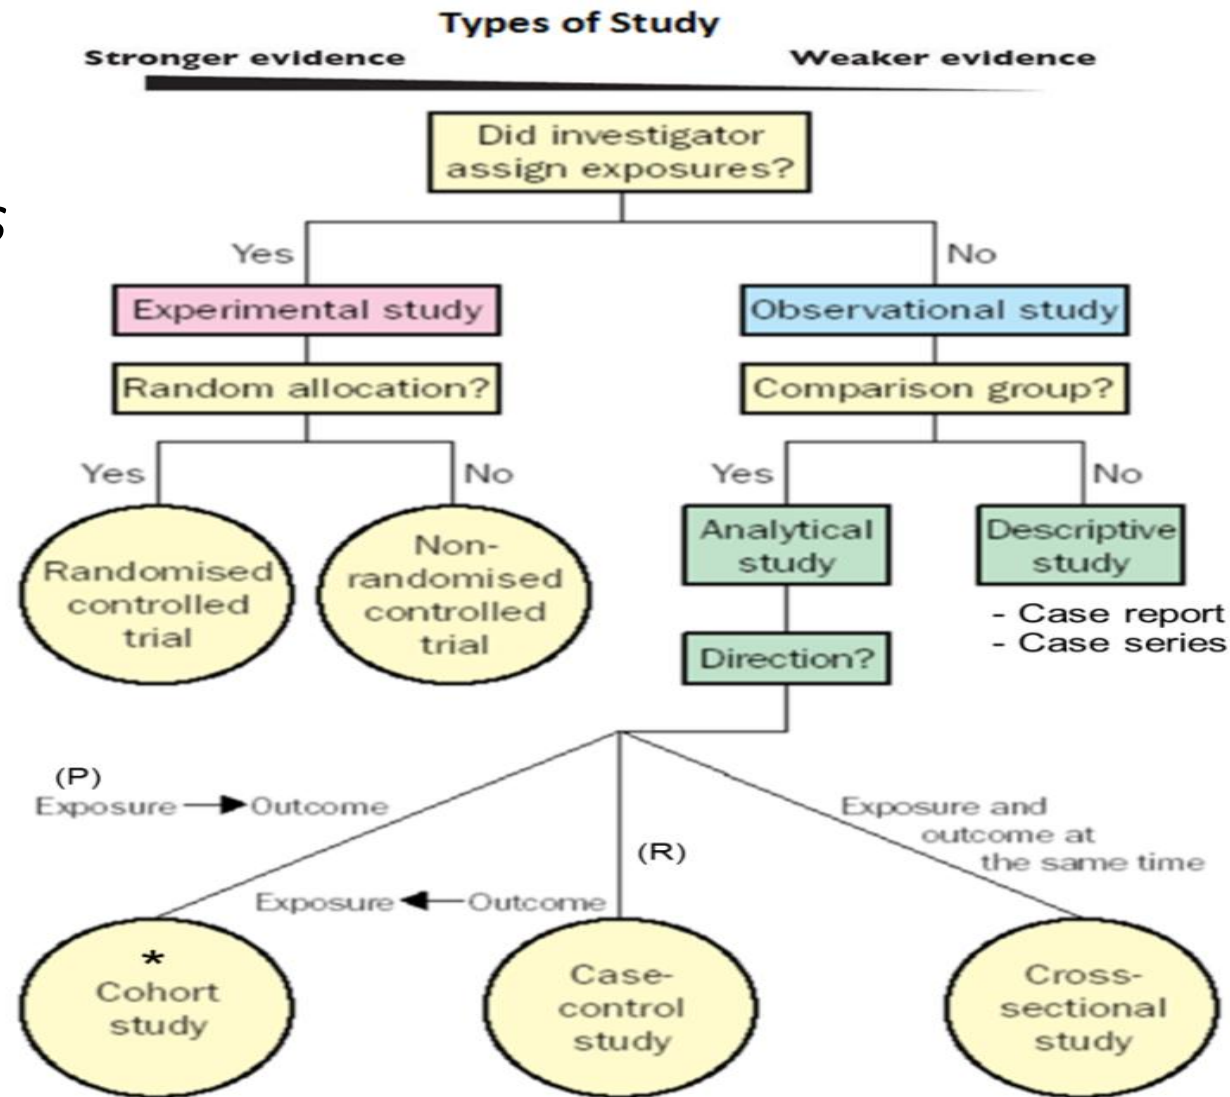 Types of Study
Stronger evidence
Weaker evidence
Did investigator
assign exposures?
s
Yes
No
Experimental study
Observational study
Random allocation?
Comparison group?
Yes
No
Yes
No
Randomised
controlled
trial
Non-
randomised
controlled
trial
Analytical
study
Descriptive
study
- Case report
- Case series
Direction?
(P)
Exposure → Outcome
Exposure and
outcome at
the same time
(R)
Exposure ← Outcome
*
Cohort
study
Case-
control
study
Cross-
sectional
study